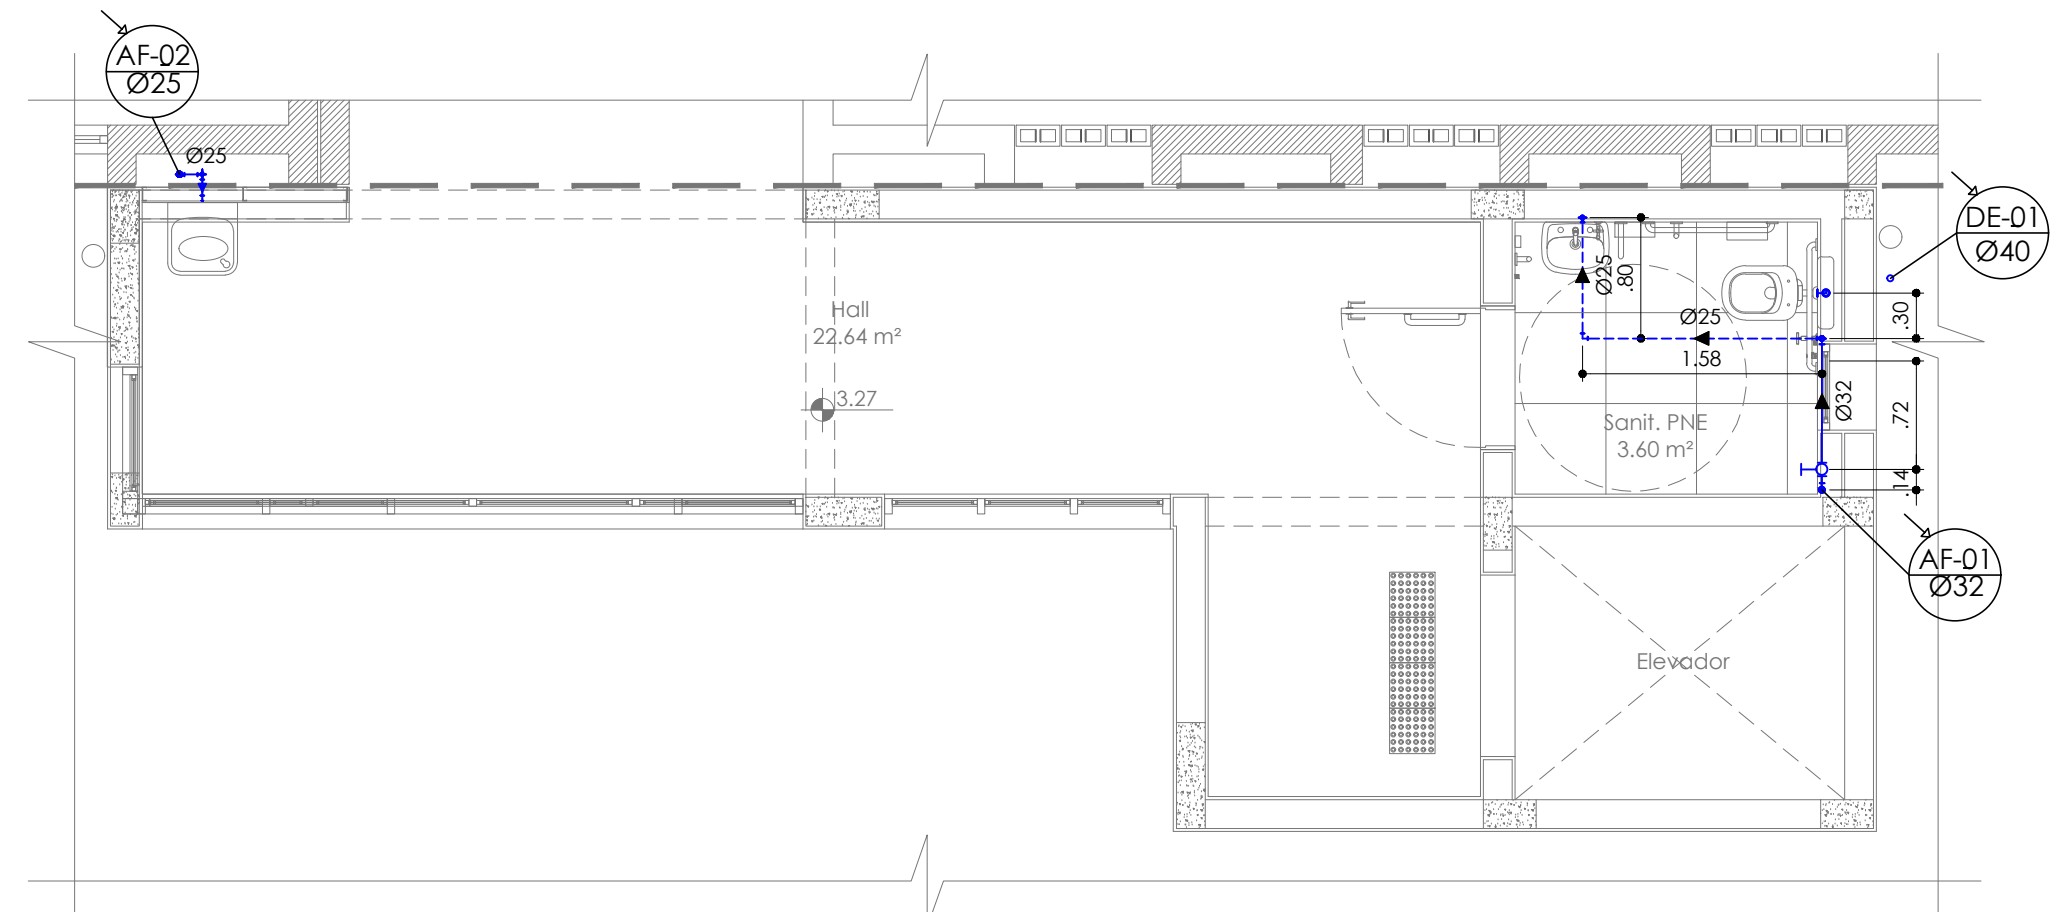 AF-02
Ø25
Ø25
DE-01
Ø40
Ø25
.80
Ø25
1.58
.30
Hall
22.64 m²
3.27
Ø32
.72
Sanit. PNE
3.60 m²
.14
AF-01
Ø32
Elevador